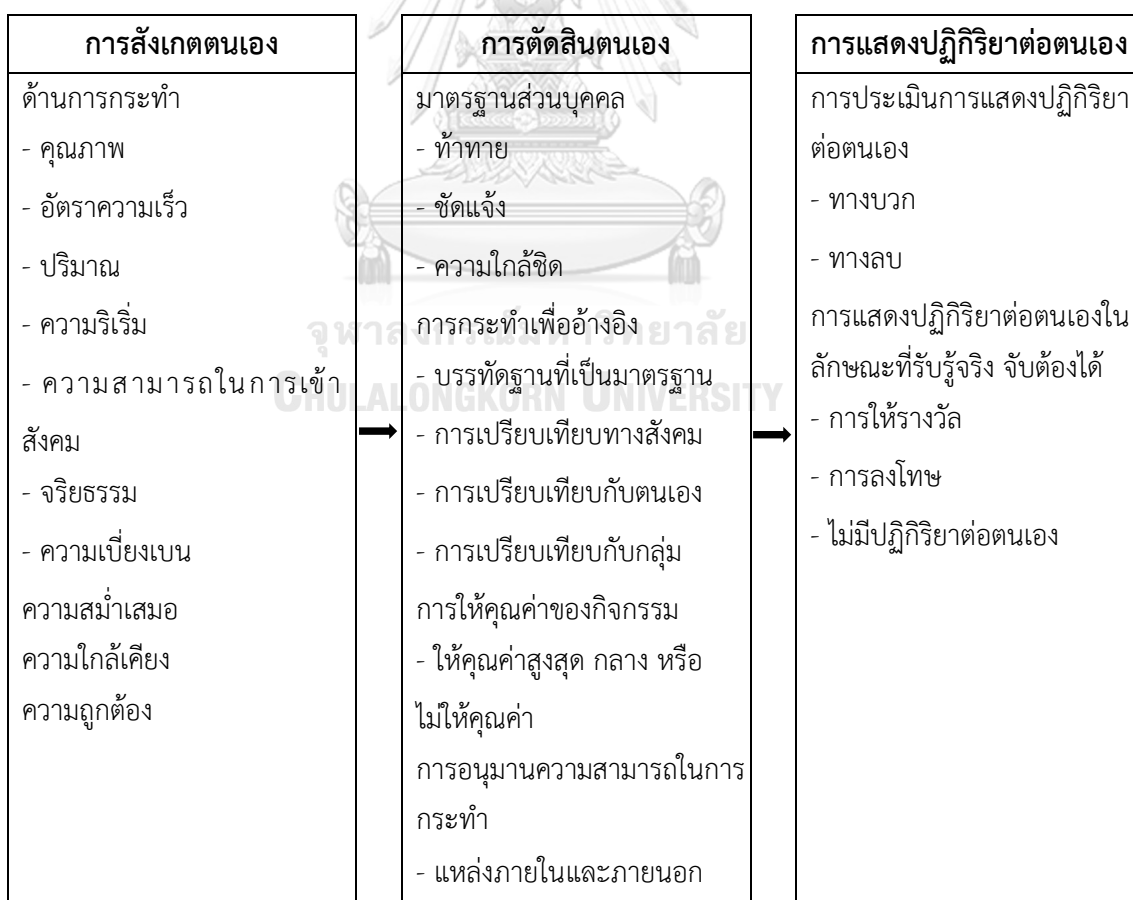 การสังเกตตนเอง
ด้านการกระทำ
- คุณภาพ
- อัตราความเร็ว
- ปริมาณ
- ความริเริ่ม
- ความสามารถในการเข้า
สังคม
- จริยธรรม
- ความเบี่ยงเบน
ความสม่ำเสมอ
ความใกล้เคียง
ความถูกต้อง
การตัดสินตนเอง
มาตรฐานส่วนบุคคล
- ท้าทาย
- ชัดแจ้ง
- ความใกล้ชิด
การกระทำเพื่ออ้างอิง
- บรรทัดฐานที่เป็นมาตรฐาน
- การเปรียบเทียบทางสังคม
- การเปรียบเทียบกับตนเอง
- การเปรียบเทียบกับกลุ่ม
การให้คุณค่าของกิจกรรม
- ให้คุณค่าสูงสุด กลาง หรือ
ไม่ให้คุณค่า
การอนุมานความสามารถในการ
กระทำ
- แหล่งภายในและภายนอก
การแสดงปฏิกิริยาต่อตนเอง
การประเมินการแสดงปฏิกิริยา
ต่อตนเอง
- ทางบวก
- ทางลบ
การแสดงปฏิกิริยาต่อตนเองใน
ลักษณะที่รับรู้จริง จับต้องได้
- การให้รางวัล
- การลงโทษ
- ไม่มีปฏิกิริยาต่อตนเอง
จุฬาลงกรณ์มหาวิทยาลัย
CHULALONGKORN UNIVERSITY